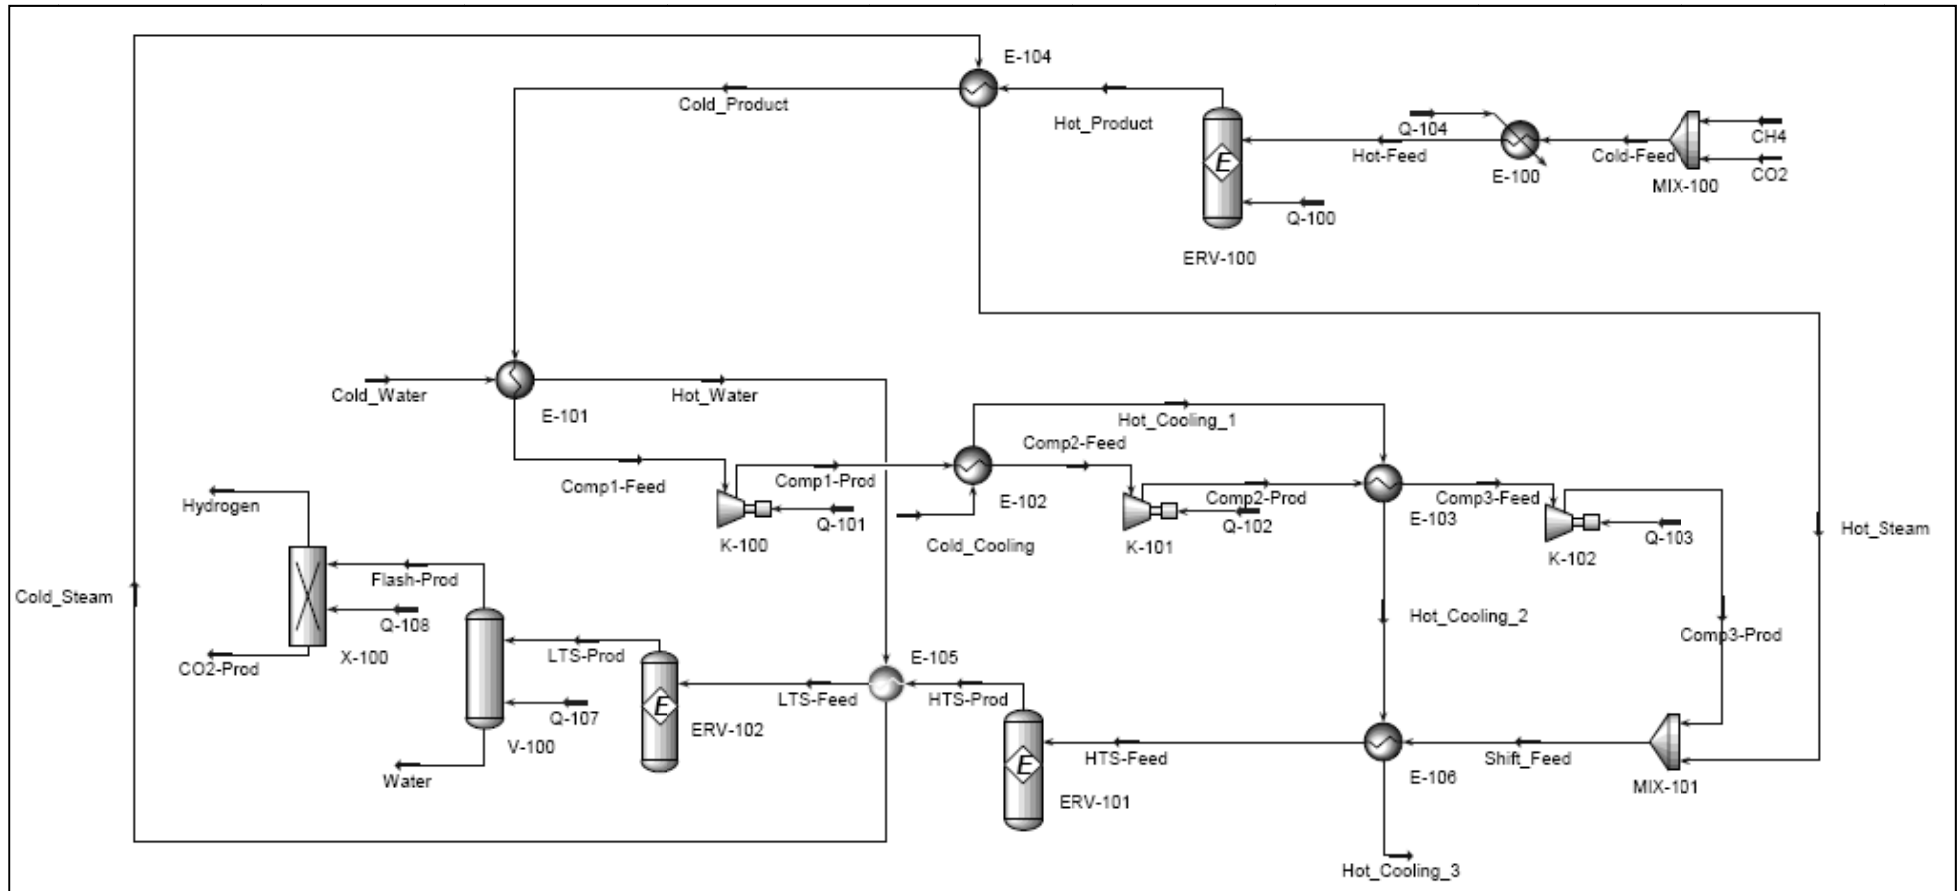 E-104
Cold_Product
Hot_Product
Q-104
Hot-Feed
E-100
Cold-Feed
MIX-100
CH4
CO2
E
Q-100
ERV-100
Cold_Water
E-101
Hot_Water
Hot_Cooling_1
Comp2-Feed
Comp1-Feed
Comp1-Prod
E-102
Comp2-Prod
E-103
Comp3-Feed
Hydrogen
Q-101
K-100
Cold_Cooling
Q-102
K-101
Q-103
K-102
Hot_Steam
Cold_Steam
Flash-Prod
Q-108
CO2-Prod
X-100
Hot_Cooling_2
Comp3-Prod
LTS-Prod
E-105
LTS-Feed
HTS-Prod
E
Q-107
V-100
ERV-102
Water
HTS-Feed
Shift_Feed
E
E-106
MIX-101
ERV-101
Hot_Cooling_3